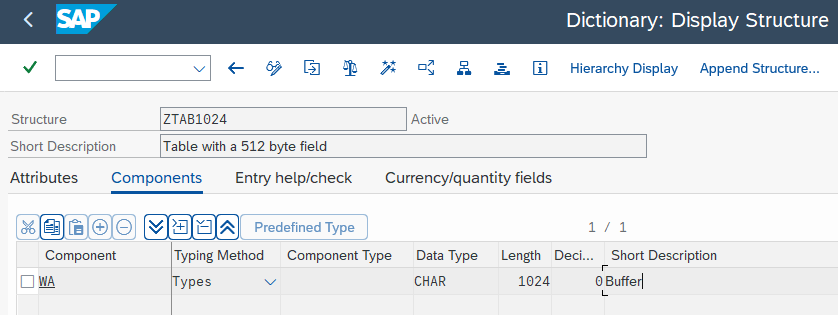 SAP Dictionary: Display Structure
Hierarchy Display Append Structure...
Structure ZTAB1024 Active
Short Description Table with a 512 byte field
Attributes Components Entry help/check Currency/quantity fields
Predefined Type 1 / 1
Component Typing Method Component Type Data Type Length Deci... Short Description
WA Types CHAR 1024 0 Buffer